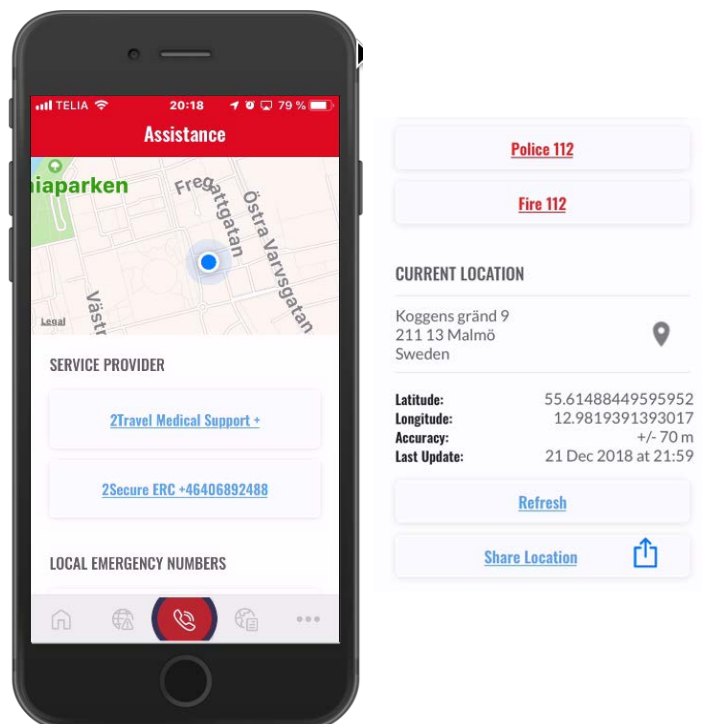 TELIA 20:18 79 %
Assistance
iaparken
Fregattgatan
Östra Varvsgatan
Västr
Legal
SERVICE PROVIDER
2Travel Medical Support +
2Secure ERC +46406892488
LOCAL EMERGENCY NUMBERS
Police 112
Fire 112
CURRENT LOCATION
Koggens gränd 9
211 13 Malmö
Sweden
Latitude: 55.61488449595952
Longitude: 12.9819391393017
Accuracy: +/- 70 m
Last Update: 21 Dec 2018 at 21:59
Refresh
Share Location